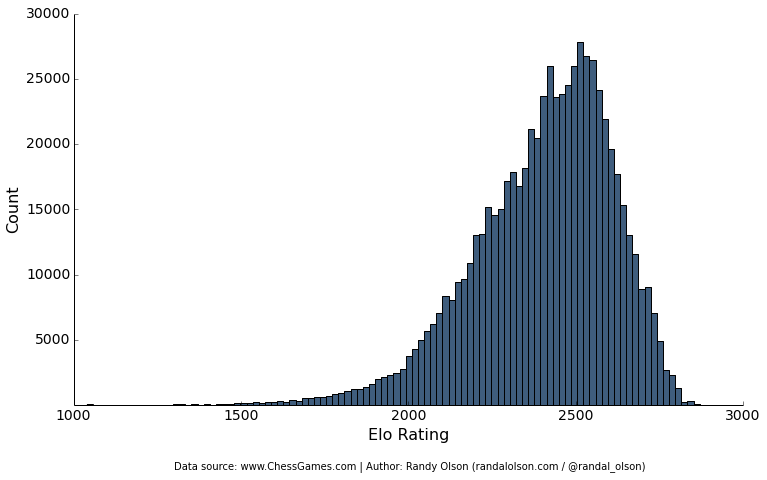 30000
25000
20000
15000
10000
5000
Count
1000 1500 2000 2500 3000
Elo Rating
Data source: www.ChessGames.com | Author: Randy Olson (randalolson.com / @randal_olson)